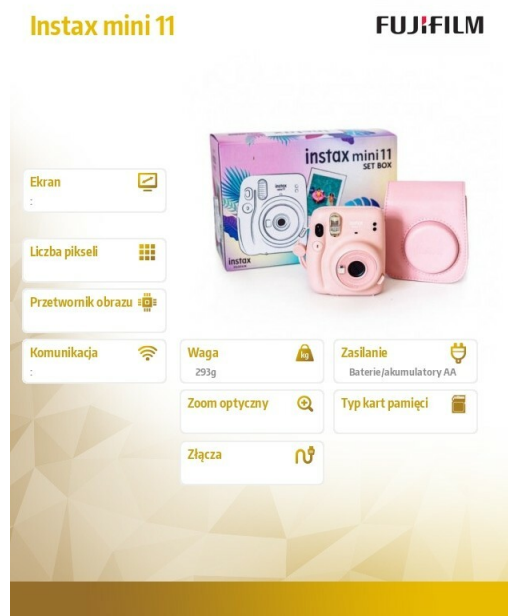 Instax mini 11
FUJIFILM
instax mini 11
SET BOX
instax
Ekran
:
Liczba pikseli
Przetwornik obrazu
Komunikacja
:
Waga
kg
293g
Zasilanie
Baterie/akumulatory AA
Zoom optyczny
Typ kart pamięci
Złącza